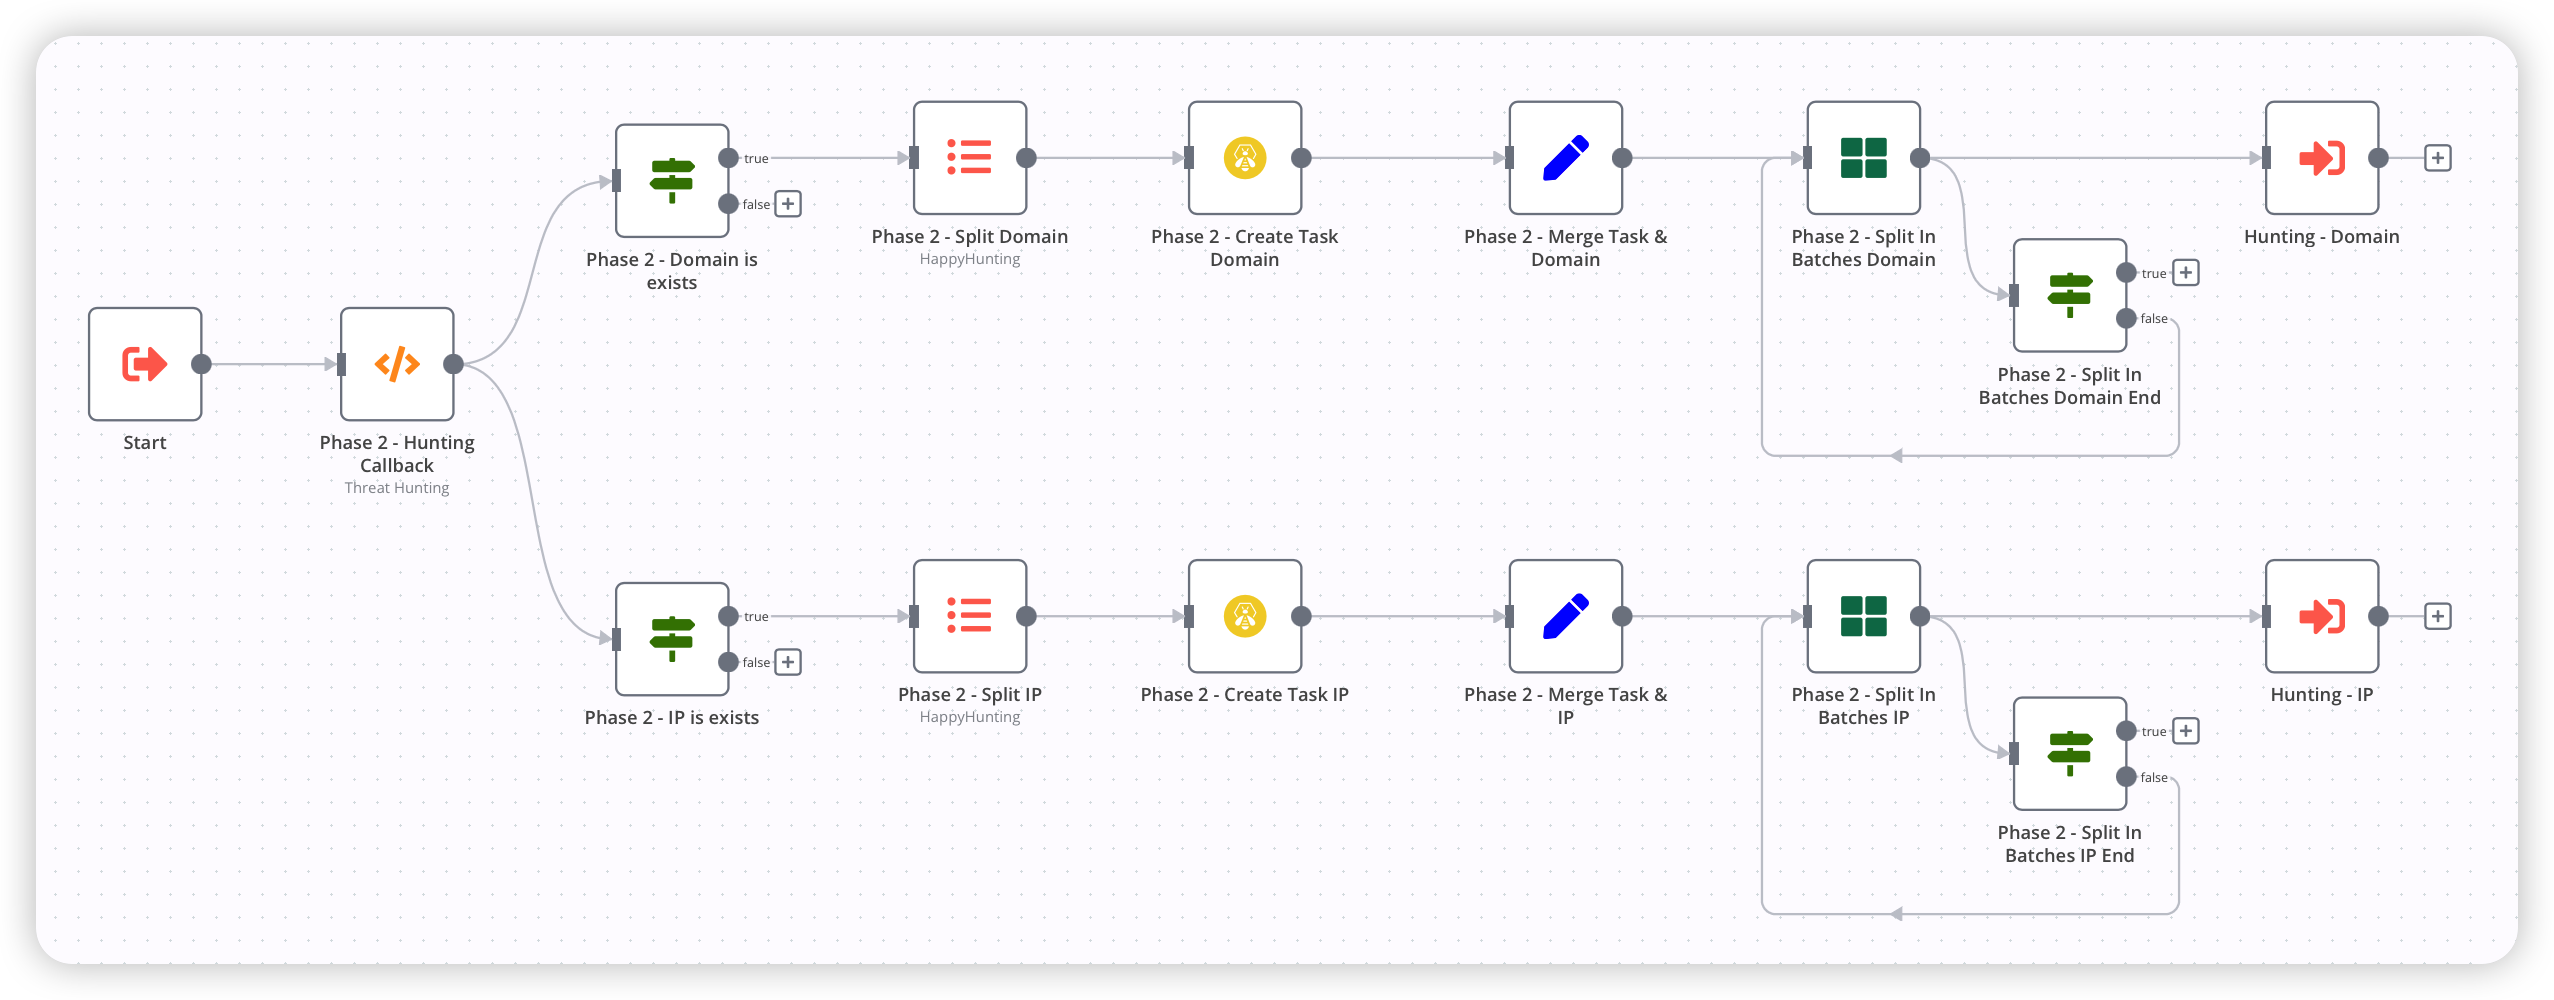 true
false
Phase 2 - Domain is
exists
Phase 2 - Split Domain
HappyHunting
Phase 2 - Create Task
Domain
Phase 2 - Merge Task &
Domain
Phase 2 - Split In
Batches Domain
Hunting - Domain
true
false
Phase 2 - Split In
Batches Domain End
Start
Phase 2 - Hunting
Callback
Threat Hunting
true
false
Phase 2 - IP is exists
Phase 2 - Split IP
HappyHunting
Phase 2 - Create Task IP
Phase 2 - Merge Task &
IP
Phase 2 - Split In
Batches IP
Hunting - IP
true
false
Phase 2 - Split In
Batches IP End